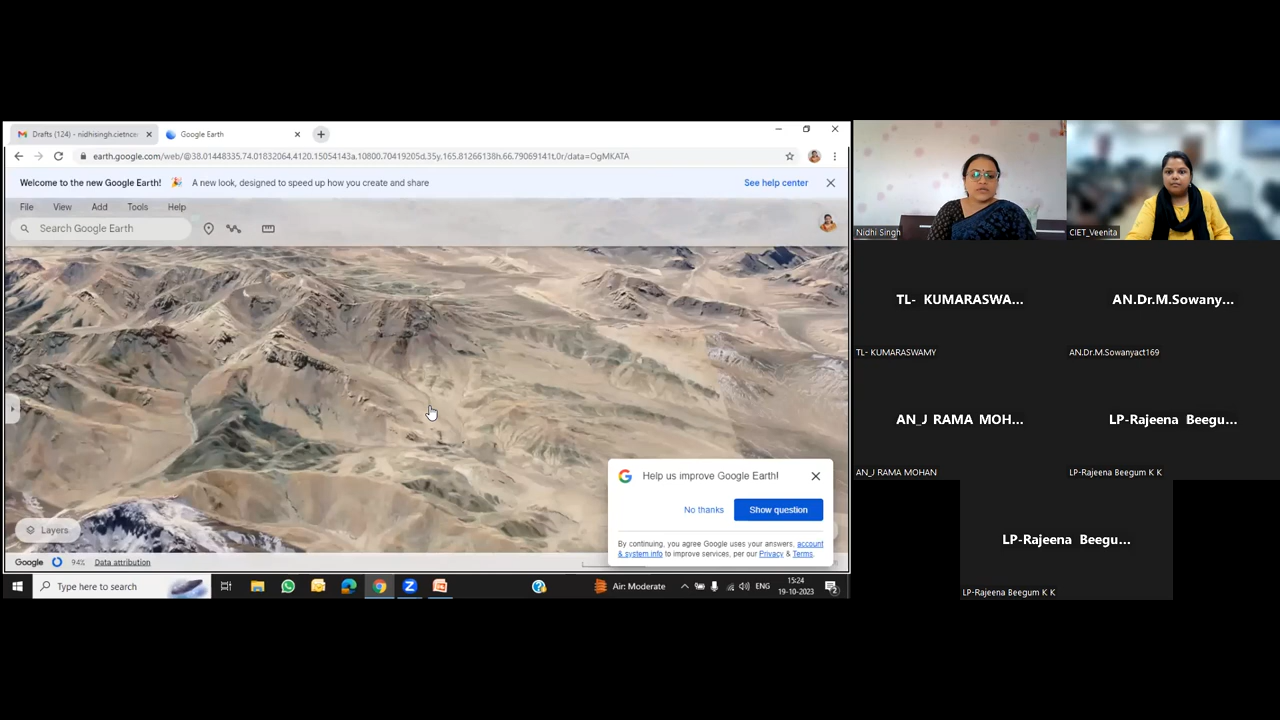 Drafts (124) - nidhisingh.cietnce
Google Earth
earth.google.com/web/@38.01448335,74.01832064,4120.15054143a,10800.70419205d,35y,165.81266138h,66.79069141t,0r/data=OgMKATA
Welcome to the new Google Earth! A new look, designed to speed up how you create and share
See help center
File View Add Tools Help
Search Google Earth
Help us improve Google Earth!
No thanks
Show question
By continuing, you agree Google uses your answers, account
& system info to improve services, per our Privacy & Terms.
Layers
Google 94% Data attribution
Type here to search
Air: Moderate
ENG
15:24
19-10-2023
2
Nidhi Singh
CIET_Veenita
TL- KUMARASWA...
TL- KUMARASWAMY
AN.Dr.M.Sowany...
AN.Dr.M.Sowanyact169
AN_J RAMA MOH...
AN_J RAMA MOHAN
LP-Rajeena Beegu...
LP-Rajeena Beegum K K
LP-Rajeena Beegu...
LP-Rajeena Beegum K K